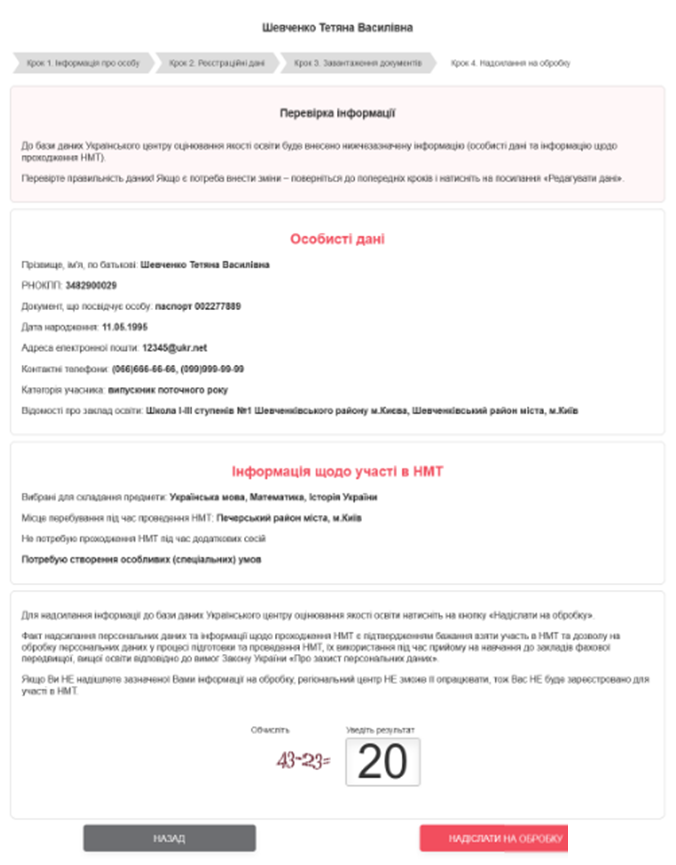 Шевченко Тетяна Василівна
Крок 1. Інформація про особу Крок 2. Реєстраційні дані Крок 3. Завантаження документів Крок 4. Надсилання на обробку
Перевірка інформації
До бази даних Українського центру оцінювання якості освіти буде внесено нижчезазначену інформацію (особисті дані та інформацію щодо
проходження НМТ).
Перевірте правильність даних! Якщо є потреба внести зміни – поверніться до попередніх кроків і натисніть на посилання «Редагувати дані».
Особисті дані
Прізвище, ім'я, по батькові: Шевченко Тетяна Василівна
РНОКПП: 3482900029
Документ, що посвідчує особу: паспорт 002277889
Дата народження: 11.05.1995
Адреса електронної пошти: 12345@ukr.net
Контактні телефони: (066)666-66-66, (099)999-99-99
Категорія учасника: випускник поточного року
Відомості про заклад освіти: Школа І-ІІІ ступенів №1 Шевченківського району м.Києва, Шевченківський район міста, м.Київ
Інформація щодо участі в НМТ
Вибрані для складання предмети: Українська мова, Математика, Історія України
Місце перебування під час проведення НМТ: Печерський район міста, м.Київ
Не потребую проходження НМТ під час додаткових сесій
Потребую створення особливих (спеціальних) умов
Для надсилання інформації до бази даних Українського центру оцінювання якості освіти натисніть на кнопку «Надіслати на обробку».
Факт надсилання персональних даних та інформації щодо проходження НМТ є підтвердженням бажання взяти участь в НМТ та дозволу на
обробку персональних даних у процесі підготовки та проведення НМТ, їх використання під час прийому на навчання до закладів фахової
передвищої, вищої освіти відповідно до вимог Закону України «Про захист персональних даних».
Якщо Ви НЕ надішлете зазначеної Вами інформації на обробку, регіональний центр НЕ зможе її опрацювати, тож Вас НЕ буде зареєстровано для
участі в НМТ.
Обчисліть Уведіть результат
43-23= 20
НАЗАД НАДІСЛАТИ НА ОБРОБКУ